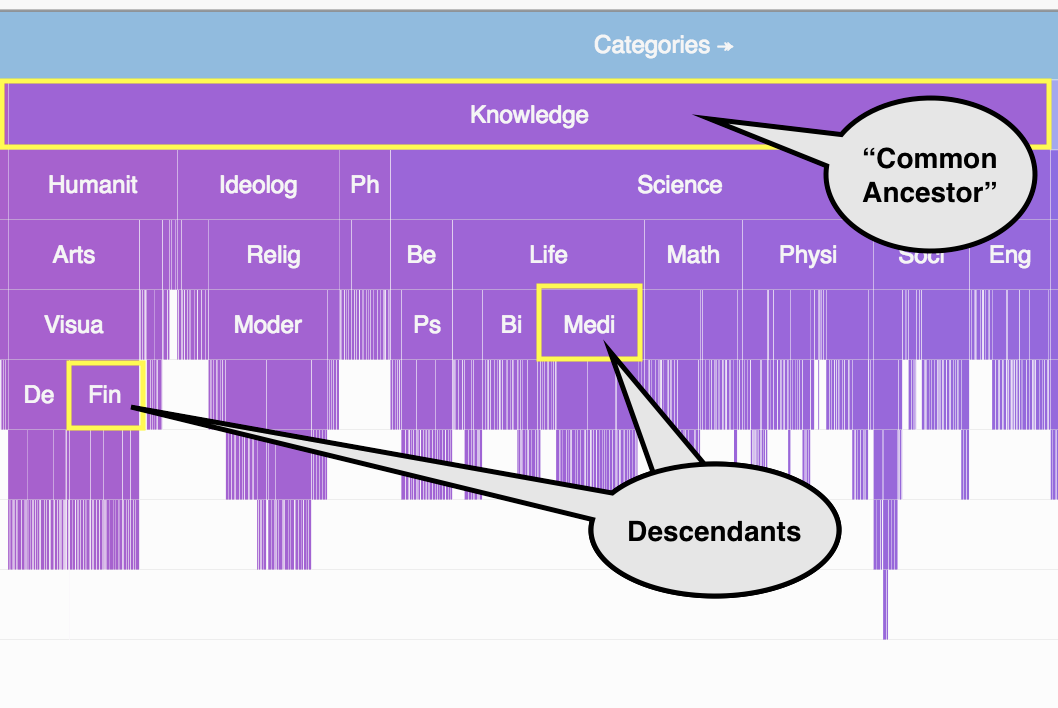 Categories →
Knowledge
“Common
Ancestor”
Humanit Ideolog Ph Science
Arts Relig Be Life Math Physi Soci Eng
Visua Moder Ps Bi Medi
De Fin
Descendants